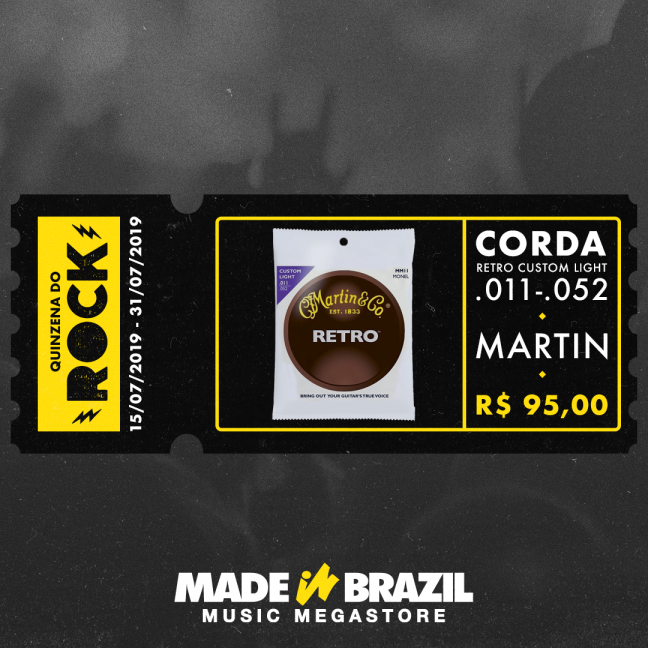 QUINZENA DO
ROCK
15/07/2019 - 31/07/2019
CUSTOM
LIGHT
.011
.052
MM11
MONEL
Martin & Co.
EST. 1833
RETRO
BRING OUT YOUR GUITAR'S TRUE VOICE
CORDA
RETRO CUSTOM LIGHT
.011-.052
MARTIN
R$ 95,00
MADE in BRAZIL
MUSIC MEGASTORE